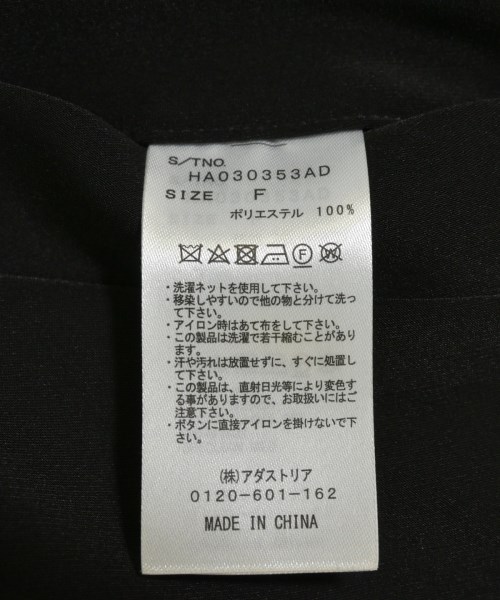 S/TNO.
HA030353AD
SIZE F
ポリエステル 100%
F W
・洗濯ネットを使用して下さい。
・移染しやすいので他の物と分けて洗っ
て下さい。
・アイロン時はあて布をして下さい。
・この製品は洗濯で若干縮むことがあり
ます。
・汗や汚れは放置せずに、すぐに処置し
て下さい。
・この製品は、直射日光等により変色す
る事がありますので、お取扱いにはご
注意下さい。
・ボタンに直接アイロンを掛けないで下
さい。
(株)アダストリア
0120-601-162
MADE IN CHINA